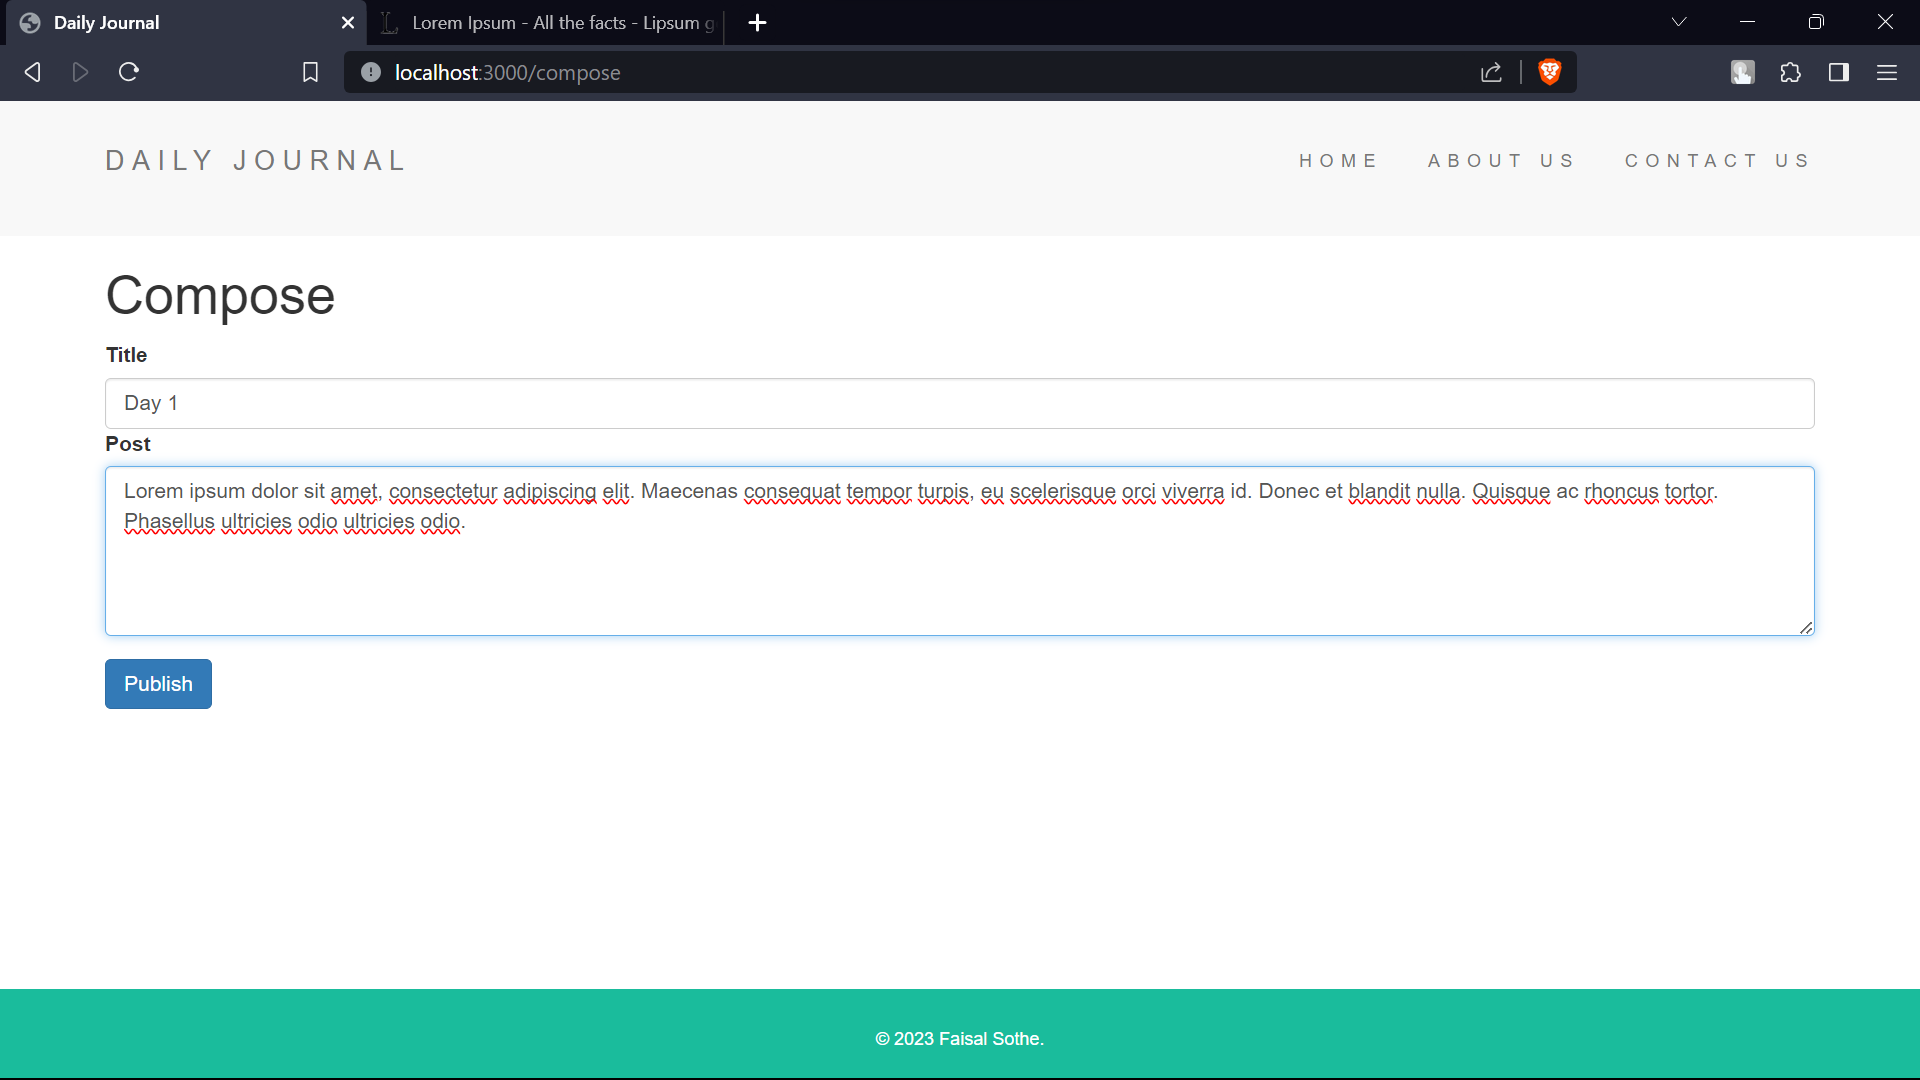 Daily Journal
Lorem Ipsum - All the facts - Lipsum g
localhost:3000/compose
DAILY JOURNAL
HOME
ABOUT US
CONTACT US
Compose
Title
Day 1
Post
Lorem ipsum dolor sit amet, consectetur adipiscing elit. Maecenas consequat tempor turpis, eu scelerisque orci viverra id. Donec et blandit nulla. Quisque ac rhoncus tortor.
Phasellus ultricies odio ultricies odio.
Publish
© 2023 Faisal Sothe.